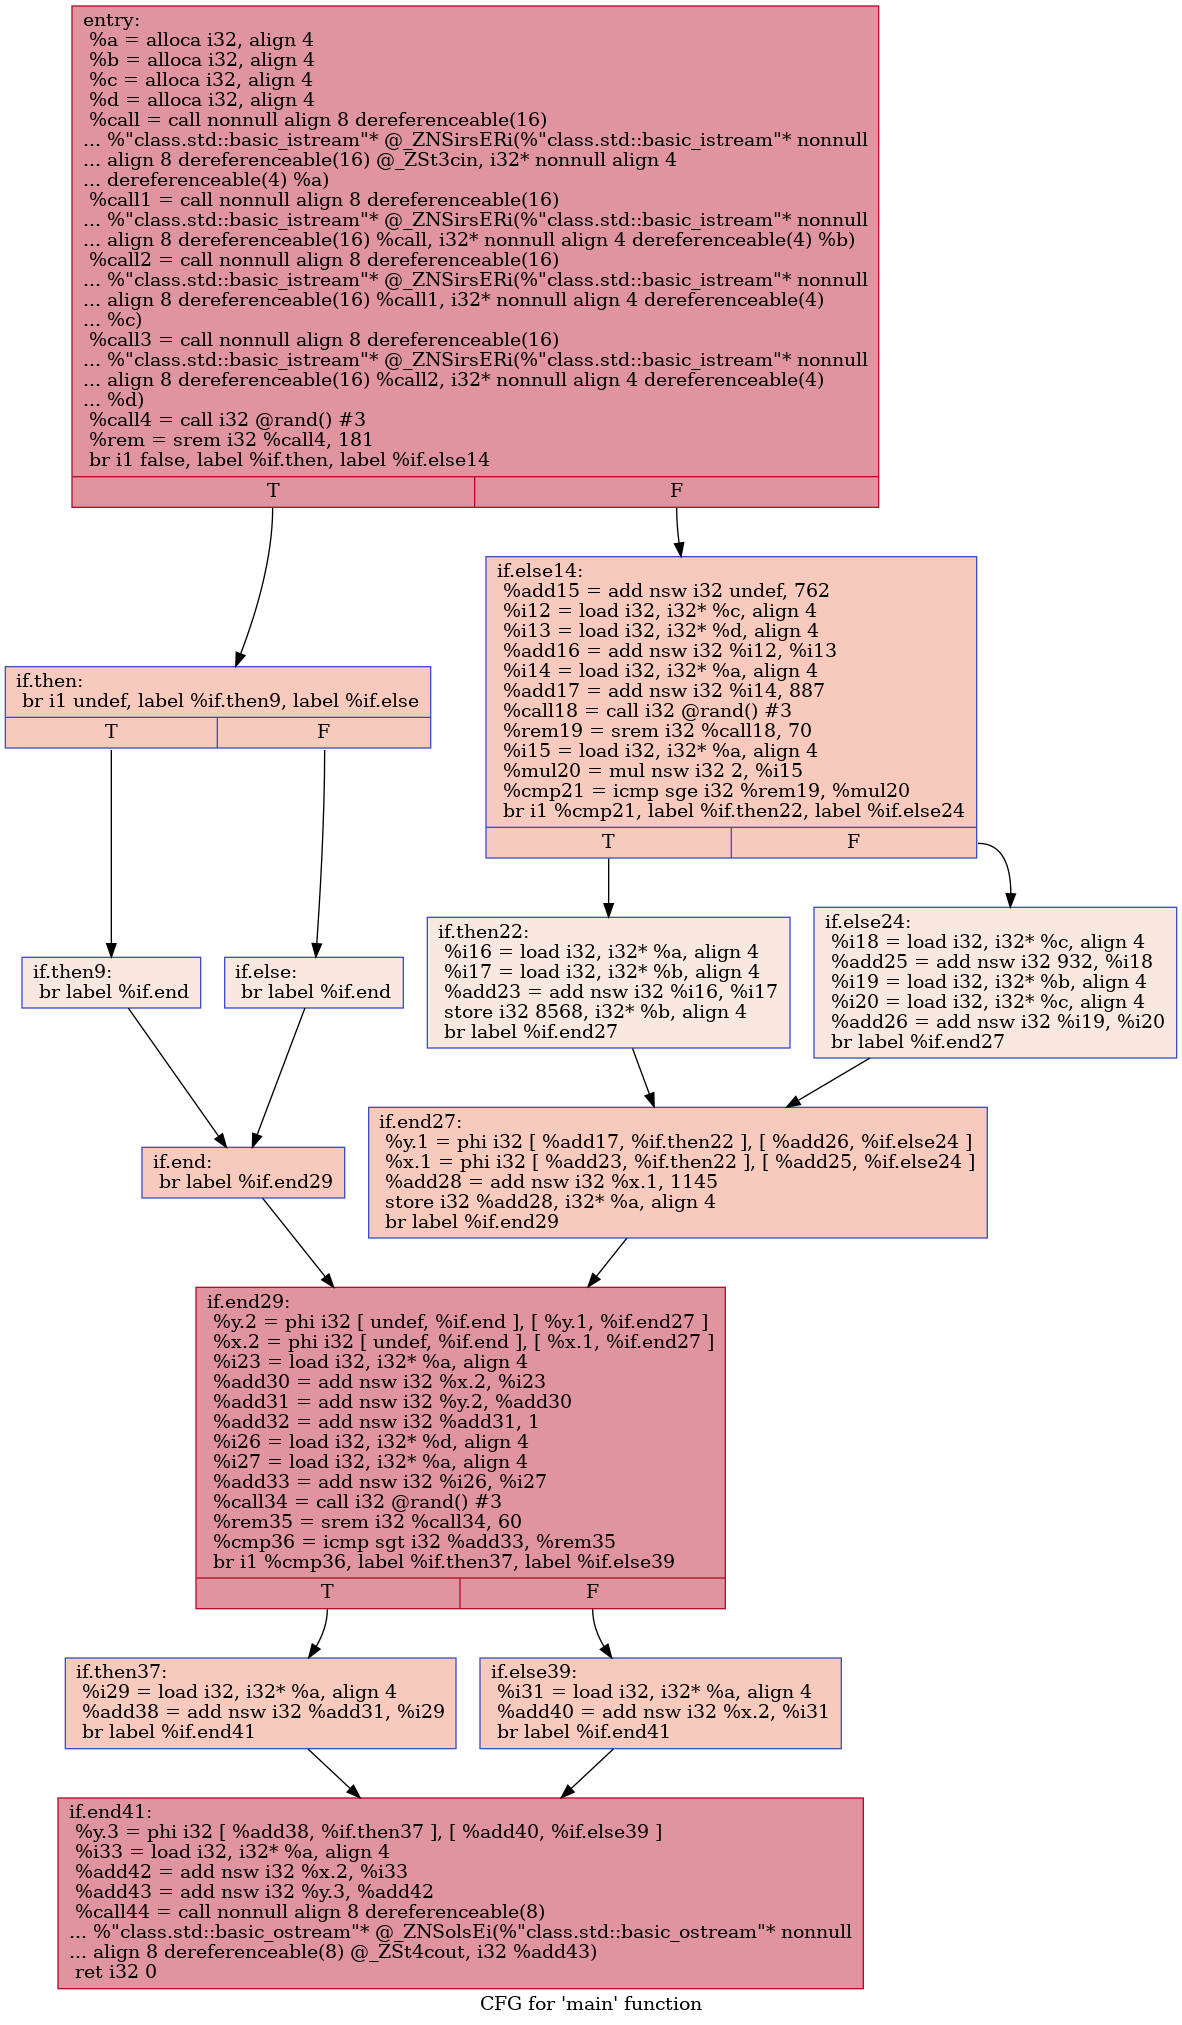 entry:
%a = alloca i32, align 4
%b = alloca i32, align 4
%c = alloca i32, align 4
%d = alloca i32, align 4
%call = call nonnull align 8 dereferenceable(16)
... %"class.std::basic_istream"* @_ZNSirsERi(%"class.std::basic_istream"* nonnull
... align 8 dereferenceable(16) @_ZSt3cin, i32* nonnull align 4
... dereferenceable(4) %a)
%call1 = call nonnull align 8 dereferenceable(16)
... %"class.std::basic_istream"* @_ZNSirsERi(%"class.std::basic_istream"* nonnull
... align 8 dereferenceable(16) %call, i32* nonnull align 4 dereferenceable(4) %b)
%call2 = call nonnull align 8 dereferenceable(16)
... %"class.std::basic_istream"* @_ZNSirsERi(%"class.std::basic_istream"* nonnull
... align 8 dereferenceable(16) %call1, i32* nonnull align 4 dereferenceable(4)
... %c)
%call3 = call nonnull align 8 dereferenceable(16)
... %"class.std::basic_istream"* @_ZNSirsERi(%"class.std::basic_istream"* nonnull
... align 8 dereferenceable(16) %call2, i32* nonnull align 4 dereferenceable(4)
... %d)
%call4 = call i32 @rand() #3
%rem = srem i32 %call4, 181
br i1 false, label %if.then, label %if.else14
T F
if.else14:
%add15 = add nsw i32 undef, 762
%i12 = load i32, i32* %c, align 4
%i13 = load i32, i32* %d, align 4
%add16 = add nsw i32 %i12, %i13
%i14 = load i32, i32* %a, align 4
%add17 = add nsw i32 %i14, 887
%call18 = call i32 @rand() #3
%rem19 = srem i32 %call18, 70
%i15 = load i32, i32* %a, align 4
%mul20 = mul nsw i32 2, %i15
%cmp21 = icmp sge i32 %rem19, %mul20
br i1 %cmp21, label %if.then22, label %if.else24
T F
if.then:
br i1 undef, label %if.then9, label %if.else
T F
if.then9:
br label %if.end
if.else:
br label %if.end
if.then22:
%i16 = load i32, i32* %a, align 4
%i17 = load i32, i32* %b, align 4
%add23 = add nsw i32 %i16, %i17
store i32 8568, i32* %b, align 4
br label %if.end27
if.else24:
%i18 = load i32, i32* %c, align 4
%add25 = add nsw i32 932, %i18
%i19 = load i32, i32* %b, align 4
%i20 = load i32, i32* %c, align 4
%add26 = add nsw i32 %i19, %i20
br label %if.end27
if.end:
br label %if.end29
if.end27:
%y.1 = phi i32 [ %add17, %if.then22 ], [ %add26, %if.else24 ]
%x.1 = phi i32 [ %add23, %if.then22 ], [ %add25, %if.else24 ]
%add28 = add nsw i32 %x.1, 1145
store i32 %add28, i32* %a, align 4
br label %if.end29
if.end29:
%y.2 = phi i32 [ undef, %if.end ], [ %y.1, %if.end27 ]
%x.2 = phi i32 [ undef, %if.end ], [ %x.1, %if.end27 ]
%i23 = load i32, i32* %a, align 4
%add30 = add nsw i32 %x.2, %i23
%add31 = add nsw i32 %y.2, %add30
%add32 = add nsw i32 %add31, 1
%i26 = load i32, i32* %d, align 4
%i27 = load i32, i32* %a, align 4
%add33 = add nsw i32 %i26, %i27
%call34 = call i32 @rand() #3
%rem35 = srem i32 %call34, 60
%cmp36 = icmp sgt i32 %add33, %rem35
br i1 %cmp36, label %if.then37, label %if.else39
T F
if.then37:
%i29 = load i32, i32* %a, align 4
%add38 = add nsw i32 %add31, %i29
br label %if.end41
if.else39:
%i31 = load i32, i32* %a, align 4
%add40 = add nsw i32 %x.2, %i31
br label %if.end41
if.end41:
%y.3 = phi i32 [ %add38, %if.then37 ], [ %add40, %if.else39 ]
%i33 = load i32, i32* %a, align 4
%add42 = add nsw i32 %x.2, %i33
%add43 = add nsw i32 %y.3, %add42
%call44 = call nonnull align 8 dereferenceable(8)
... %"class.std::basic_ostream"* @_ZNSolsEi(%"class.std::basic_ostream"* nonnull
... align 8 dereferenceable(8) @_ZSt4cout, i32 %add43)
ret i32 0
CFG for 'main' function